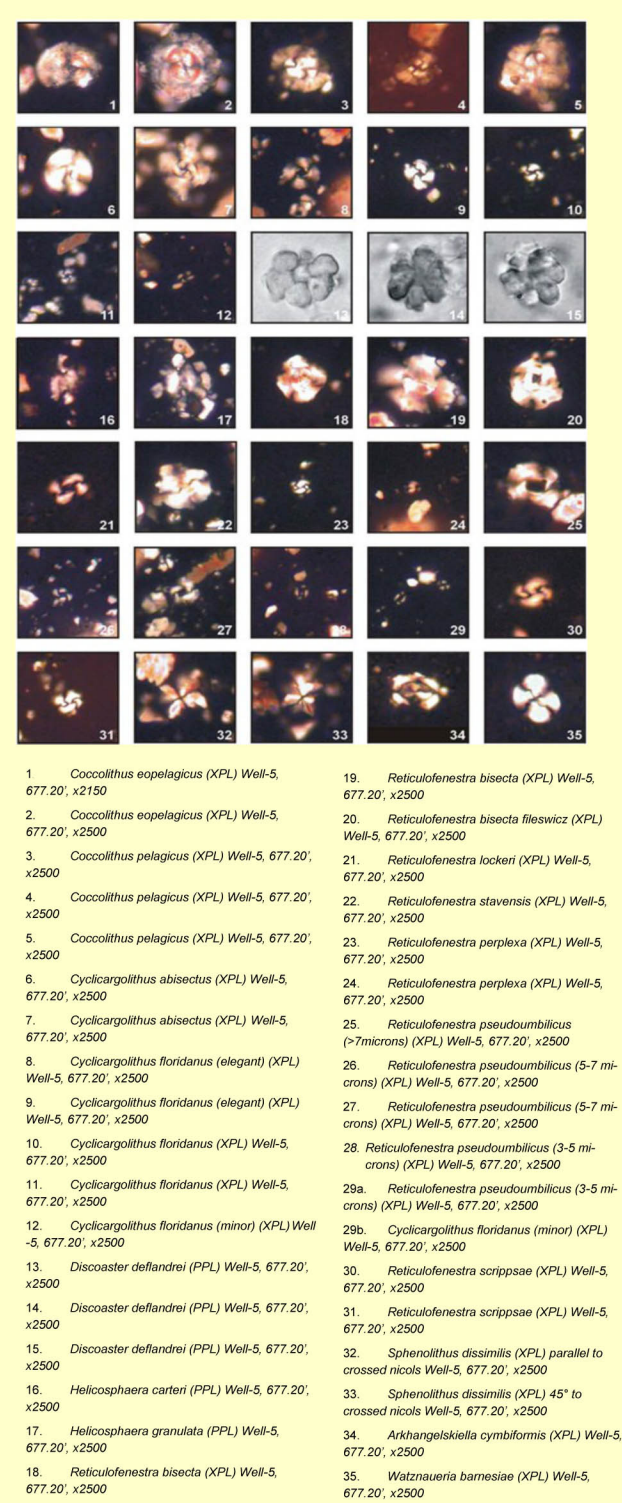 1
2
3
4
5
6
7
8
9
10
11
12
13
14
15
16
17
18
19
20
21
22
23
24
25
26
27
28
29
30
31
32
33
34
35
1 Coccolithus eopelagicus (XPL) Well-5,
677.20’, x2150
2. Coccolithus eopelagicus (XPL) Well-5,
677.20’, x2500
3. Coccolithus pelagicus (XPL) Well-5, 677.20’,
x2500
4. Coccolithus pelagicus (XPL) Well-5, 677.20’,
x2500
5. Coccolithus pelagicus (XPL) Well-5, 677.20’,
x2500
6. Cyclicargolithus abisectus (XPL) Well-5,
677.20’, x2500
7. Cyclicargolithus abisectus (XPL) Well-5,
677.20’, x2500
8. Cyclicargolithus floridanus (elegant) (XPL)
Well-5, 677.20’, x2500
9. Cyclicargolithus floridanus (elegant) (XPL)
Well-5, 677.20’, x2500
10. Cyclicargolithus floridanus (XPL) Well-5,
677.20’, x2500
11. Cyclicargolithus floridanus (XPL) Well-5,
677.20’, x2500
12. Cyclicargolithus floridanus (minor) (XPL) Well
-5, 677.20’, x2500
13. Discoaster deflandrei (PPL) Well-5, 677.20’,
x2500
14. Discoaster deflandrei (PPL) Well-5, 677.20’,
x2500
15. Discoaster deflandrei (PPL) Well-5, 677.20’,
x2500
16. Helicosphaera carteri (PPL) Well-5, 677.20’,
x2500
17. Helicosphaera granulata (PPL) Well-5,
677.20’, x2500
18. Reticulofenestra bisecta (XPL) Well-5,
677.20’, x2500
19. Reticulofenestra bisecta (XPL) Well-5,
677.20’, x2500
20. Reticulofenestra bisecta fileswicz (XPL)
Well-5, 677.20’, x2500
21. Reticulofenestra lockeri (XPL) Well-5,
677.20’, x2500
22. Reticulofenestra stavensis (XPL) Well-5,
677.20’, x2500
23. Reticulofenestra perplexa (XPL) Well-5,
677.20’, x2500
24. Reticulofenestra perplexa (XPL) Well-5,
677.20’, x2500
25. Reticulofenestra pseudoumbilicus
(>7microns) (XPL) Well-5, 677.20’, x2500
26. Reticulofenestra pseudoumbilicus (5-7 mi-
crons) (XPL) Well-5, 677.20’, x2500
27. Reticulofenestra pseudoumbilicus (5-7 mi-
crons) (XPL) Well-5, 677.20’, x2500
28. Reticulofenestra pseudoumbilicus (3-5 mi-
crons) (XPL) Well-5, 677.20’, x2500
29a. Reticulofenestra pseudoumbilicus (3-5 mi-
crons) (XPL) Well-5, 677.20’, x2500
29b. Cyclicargolithus floridanus (minor) (XPL)
Well-5, 677.20’, x2500
30. Reticulofenestra scrippsae (XPL) Well-5,
677.20’, x2500
31. Reticulofenestra scrippsae (XPL) Well-5,
677.20’, x2500
32. Sphenolithus dissimilis (XPL) parallel to
crossed nicols Well-5, 677.20’, x2500
33. Sphenolithus dissimilis (XPL) 45° to
crossed nicols Well-5, 677.20’, x2500
34. Arkhangelskiella cymbiformis (XPL) Well-5,
677.20’, x2500
35. Watznaueria barnesiae (XPL) Well-5,
677.20’, x2500